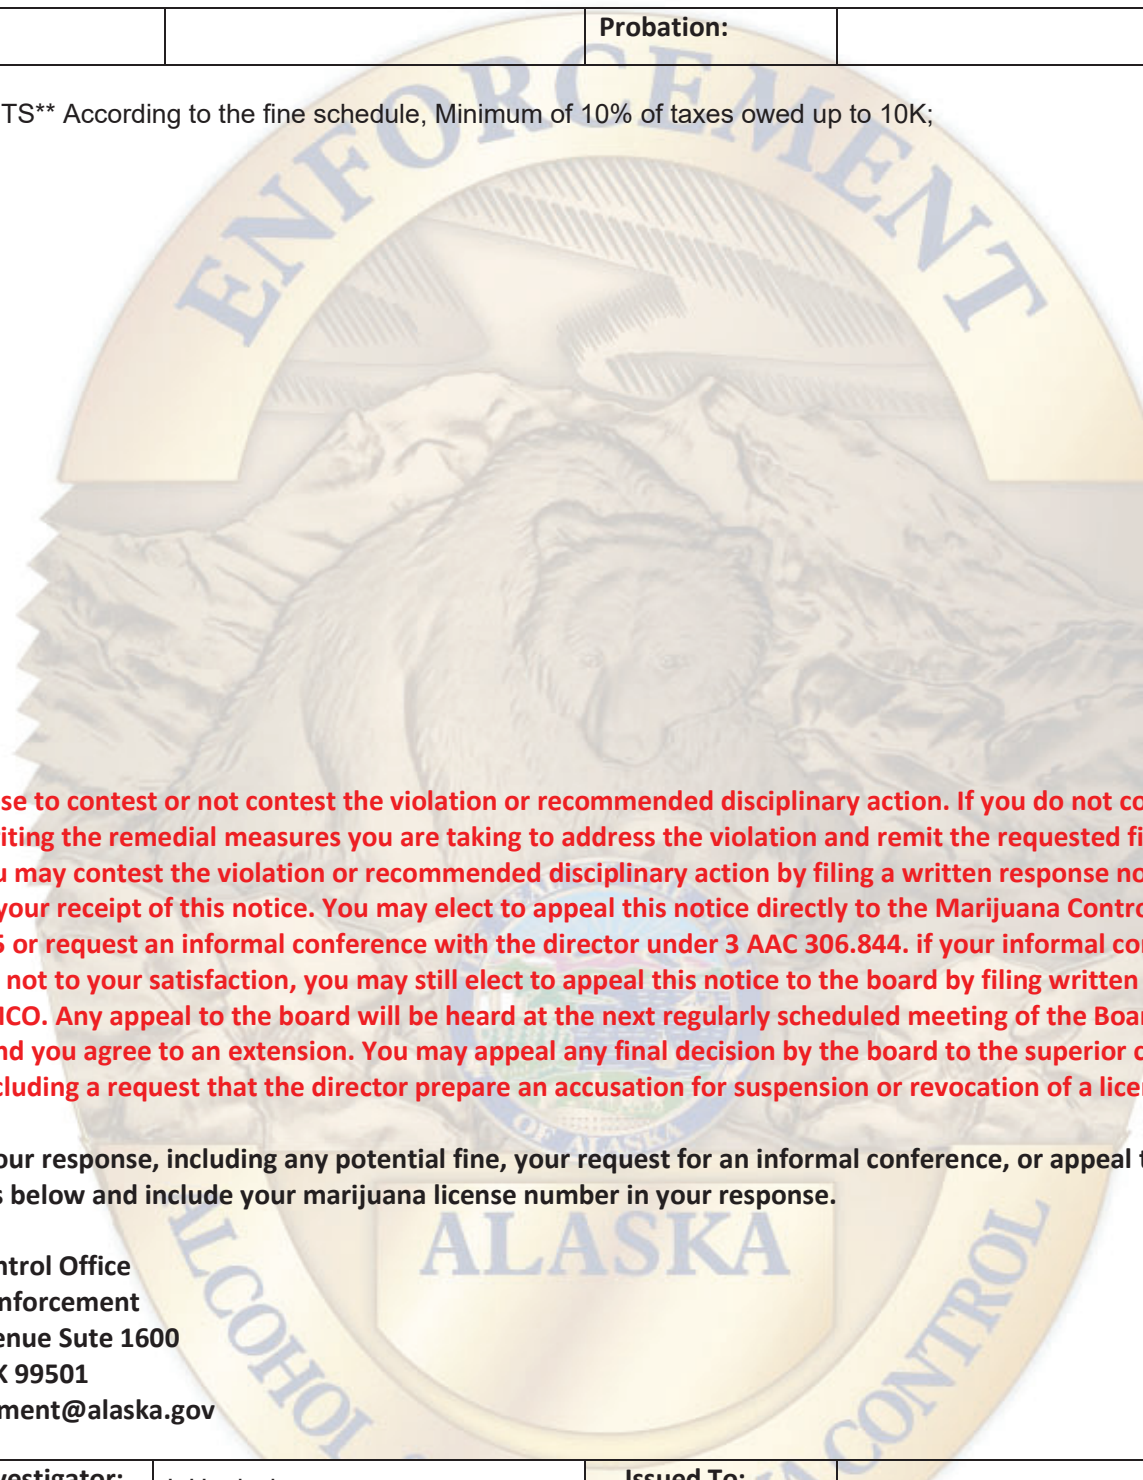 Probation:
TS** According to the fine schedule, Minimum of 10% of taxes owed up to 10K;
ENFORCEMENT
se to contest or not contest the violation or recommended disciplinary action. If you do not co
iting the remedial measures you are taking to address the violation and remit the requested fi
u may contest the violation or recommended disciplinary action by filing a written response no
your receipt of this notice. You may elect to appeal this notice directly to the Marijuana Contro
5 or request an informal conference with the director under 3 AAC 306.844. if your informal con
not to your satisfaction, you may still elect to appeal this notice to the board by filing written
MCO. Any appeal to the board will be heard at the next regularly scheduled meeting of the Boar
nd you agree to an extension. You may appeal any final decision by the board to the superior c
cluding a request that the director prepare an accusation for suspension or revocation of a licen
OF ALASKA
our response, including any potential fine, your request for an informal conference, or appeal t
s below and include your marijuana license number in your response.
ALASKA
ntrol Office
nforcement
enue Sute 1600
K 99501
ment@alaska.gov
ALCOHOL
CONTROL
vestigator:
Issued To: